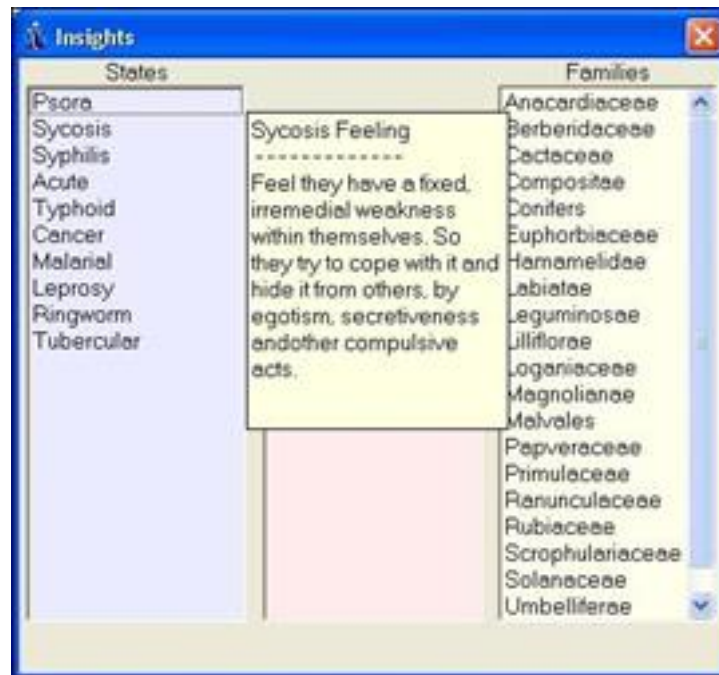 Insights
States
Families
Psora
Sycosis
Syphilis
Acute
Typhoid
Cancer
Malarial
Leprosy
Ringworm
Tubercular
Sycosis Feeling
-------------
Feel they have a fixed,
irremedial weakness
within themselves. So
they try to cope with it and
hide it from others, by
egotism, secretiveness
andother compulsive
acts.
Anacardiaceae
Berberidaceae
Cactaceae
Compositae
Conifers
Euphorbiaceae
Hamamelidae
Labiatae
Leguminosae
Lilliflorae
Loganiaceae
Magnolianae
Malvales
Papveraceae
Primulaceae
Ranunculaceae
Rubiaceae
Scrophulariaceae
Solanaceae
Umbelliferae